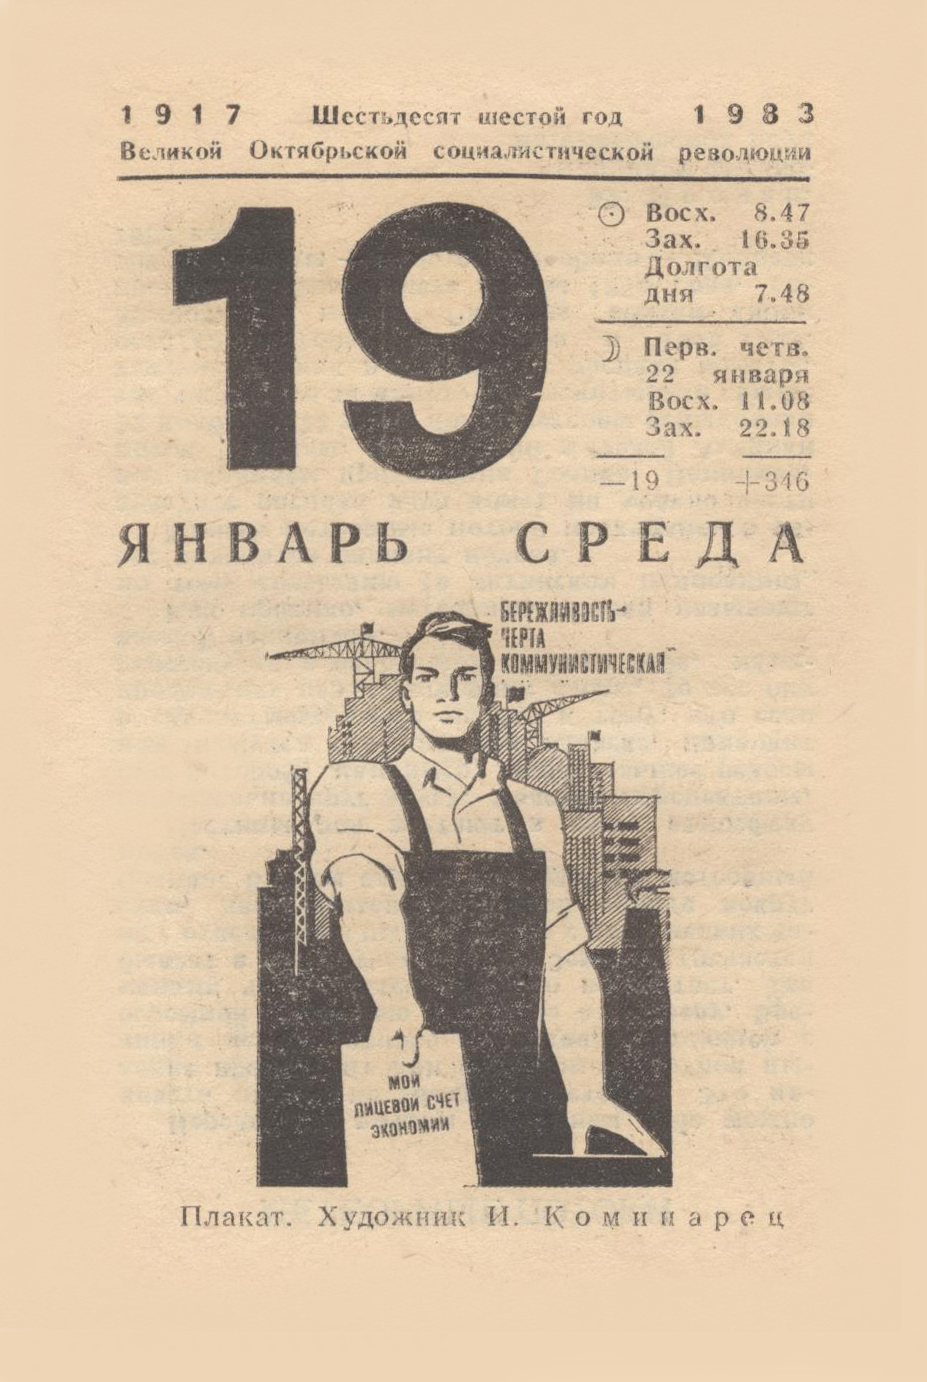 1917 Шестьдесят шестой год 1983
Великой Октябрьской социалистической революции
19
Восх. 8.47
Зах. 16.35
Долгота
дня 7.48
Перв. четв.
22 января
Восх. 11.08
Зах. 22.18
—19 +346
ЯНВАРЬ СРЕДА
БЕРЕЖЛИВОСТЬ-
ЧЕРТА
КОММУНИСТИЧЕСКАЯ
МОЙ
ЛИЦЕВОЙ СЧЕТ
ЭКОНОМИИ
Плакат. Художник И. Коминарец